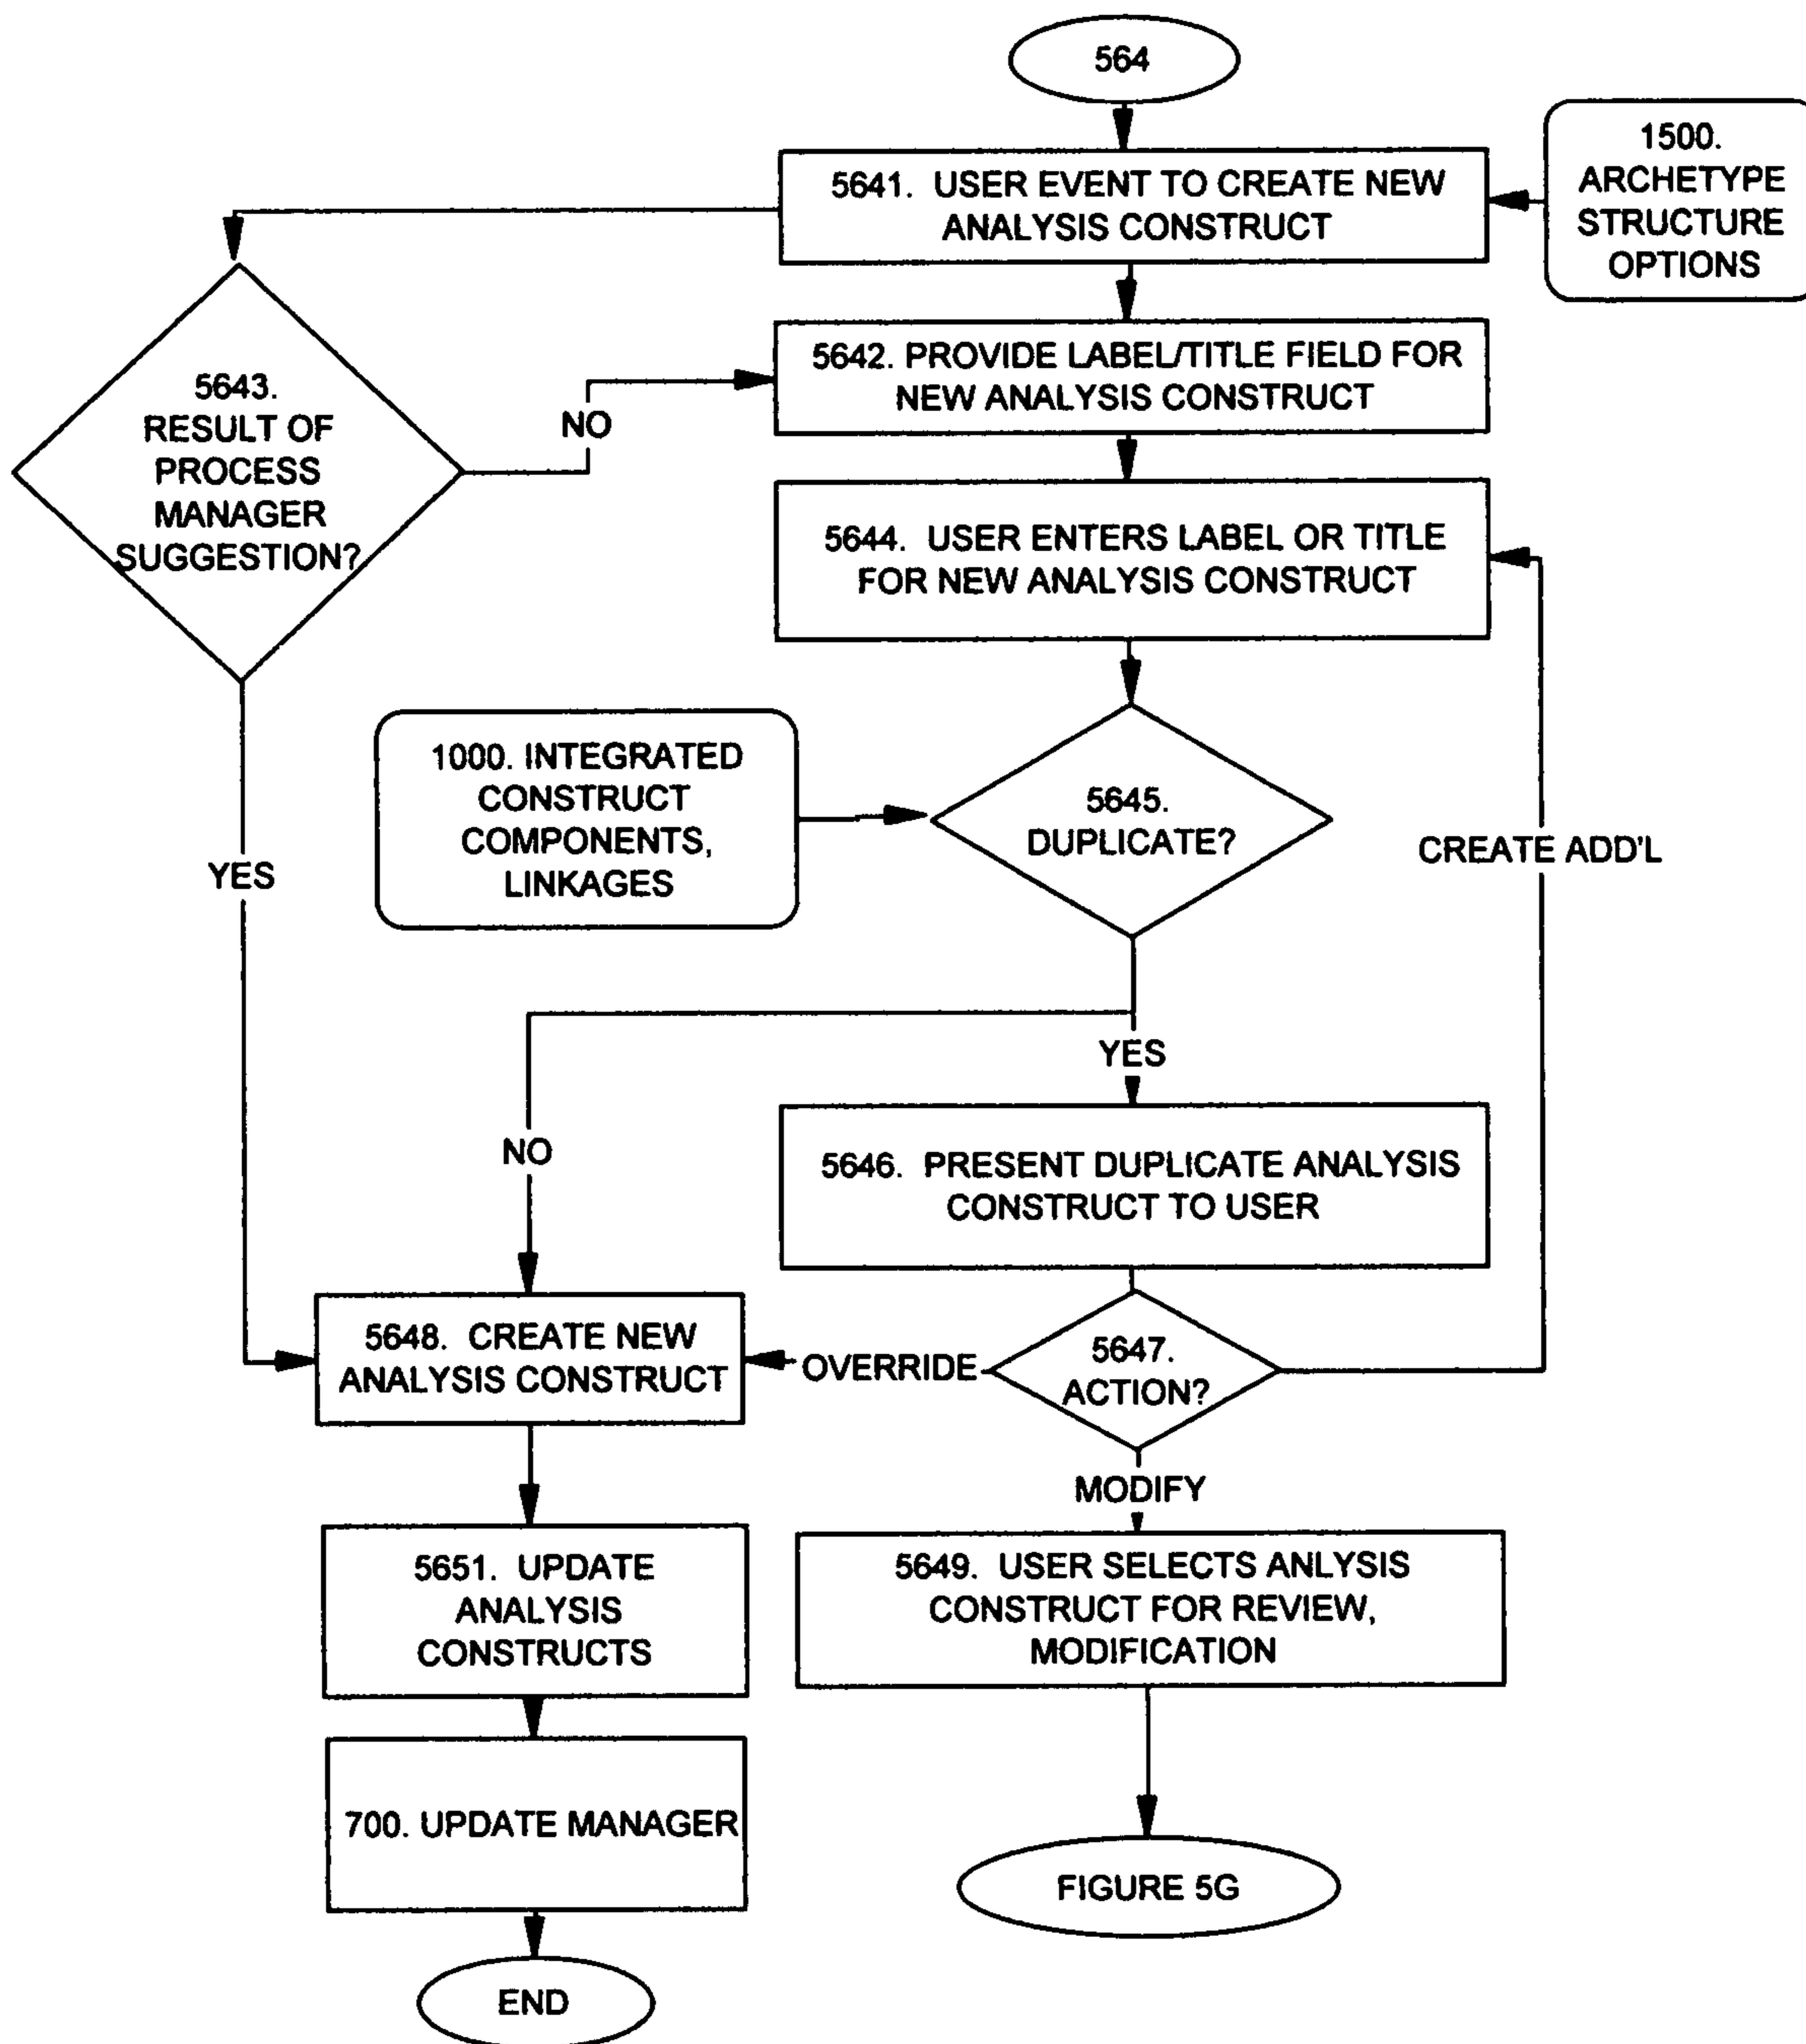 564
1500.
ARCHETYPE
STRUCTURE
OPTIONS
5641. USER EVENT TO CREATE NEW
ANALYSIS CONSTRUCT
5642. PROVIDE LABEL/TITLE FIELD FOR
NEW ANALYSIS CONSTRUCT
5643.
RESULT OF
PROCESS
MANAGER
SUGGESTION?
NO
5644. USER ENTERS LABEL OR TITLE
FOR NEW ANALYSIS CONSTRUCT
1000. INTEGRATED
CONSTRUCT
COMPONENTS,
LINKAGES
5645.
DUPLICATE?
CREATE ADD'L
YES
YES
NO
5646. PRESENT DUPLICATE ANALYSIS
CONSTRUCT TO USER
5648. CREATE NEW
ANALYSIS CONSTRUCT
OVERRIDE
5647.
ACTION?
MODIFY
5651. UPDATE
ANALYSIS
CONSTRUCTS
5649. USER SELECTS ANLYSIS
CONSTRUCT FOR REVIEW,
MODIFICATION
700. UPDATE MANAGER
FIGURE 5G
END